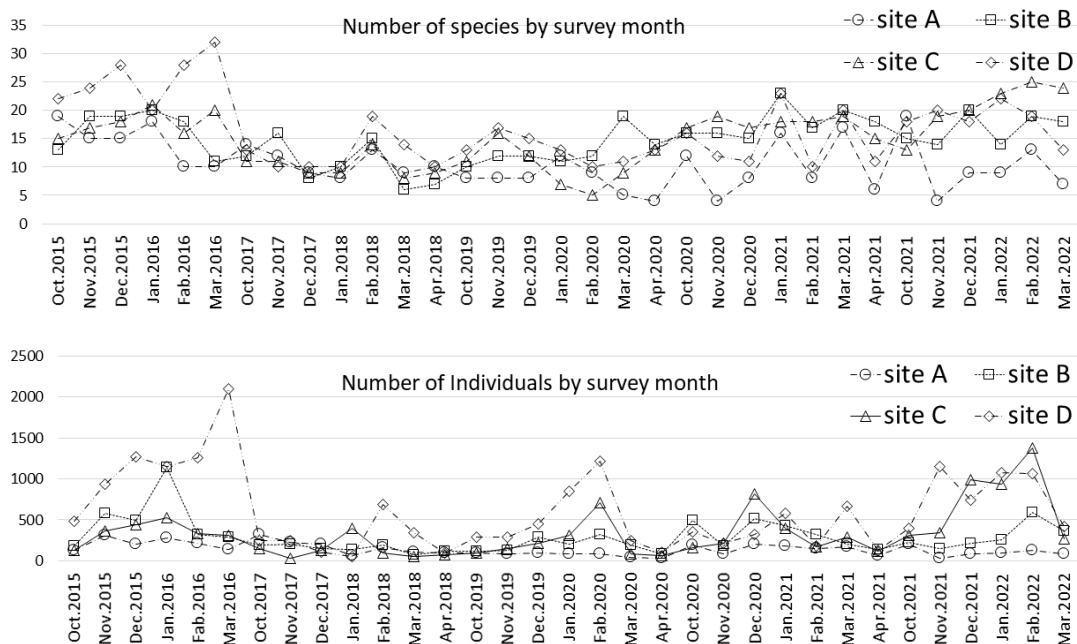 Number of species by survey month
site A
site B
site C
site D
35
30
25
20
15
10
5
0
Oct.2015
Nov.2015
Dec.2015
Jan.2016
Fab.2016
Mar.2016
Oct.2017
Nov.2017
Dec.2017
Jan.2018
Fab.2018
Mar.2018
Apr.2018
Oct.2019
Nov.2019
Dec.2019
Jan.2020
Fab.2020
Mar.2020
Apr.2020
Oct.2020
Nov.2020
Dec.2020
Jan.2021
Fab.2021
Mar.2021
Apr.2021
Oct.2021
Nov.2021
Dec.2021
Jan.2022
Fab.2022
Mar.2022
Number of Individuals by survey month
site A
site B
site C
site D
2500
2000
1500
1000
500
0
Oct.2015
Nov.2015
Dec.2015
Jan.2016
Fab.2016
Mar.2016
Oct.2017
Nov.2017
Dec.2017
Jan.2018
Fab.2018
Mar.2018
Apr.2018
Oct.2019
Nov.2019
Dec.2019
Jan.2020
Fab.2020
Mar.2020
Apr.2020
Oct.2020
Nov.2020
Dec.2020
Jan.2021
Fab.2021
Mar.2021
Apr.2021
Oct.2021
Nov.2021
Dec.2021
Jan.2022
Fab.2022
Mar.2022